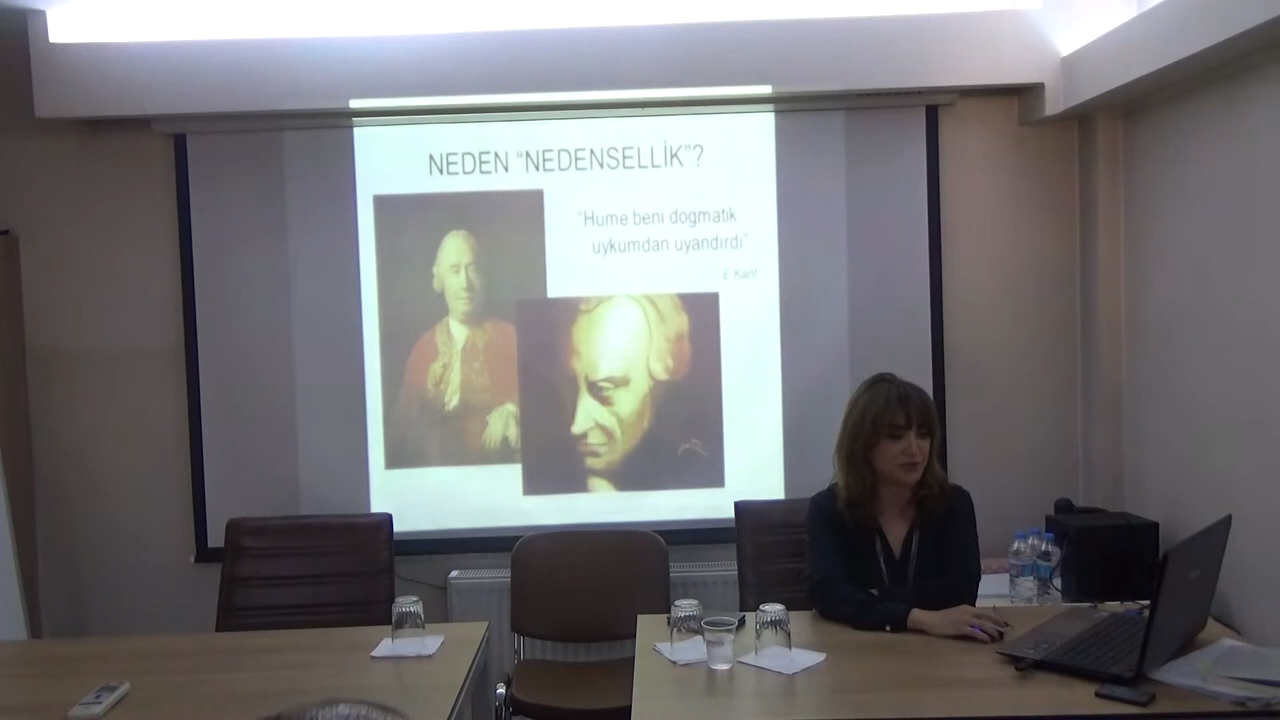 NEDEN “NEDENSELLİK”?
“Hume beni dogmatik
uykumdan uyandırdı”
E. Kant